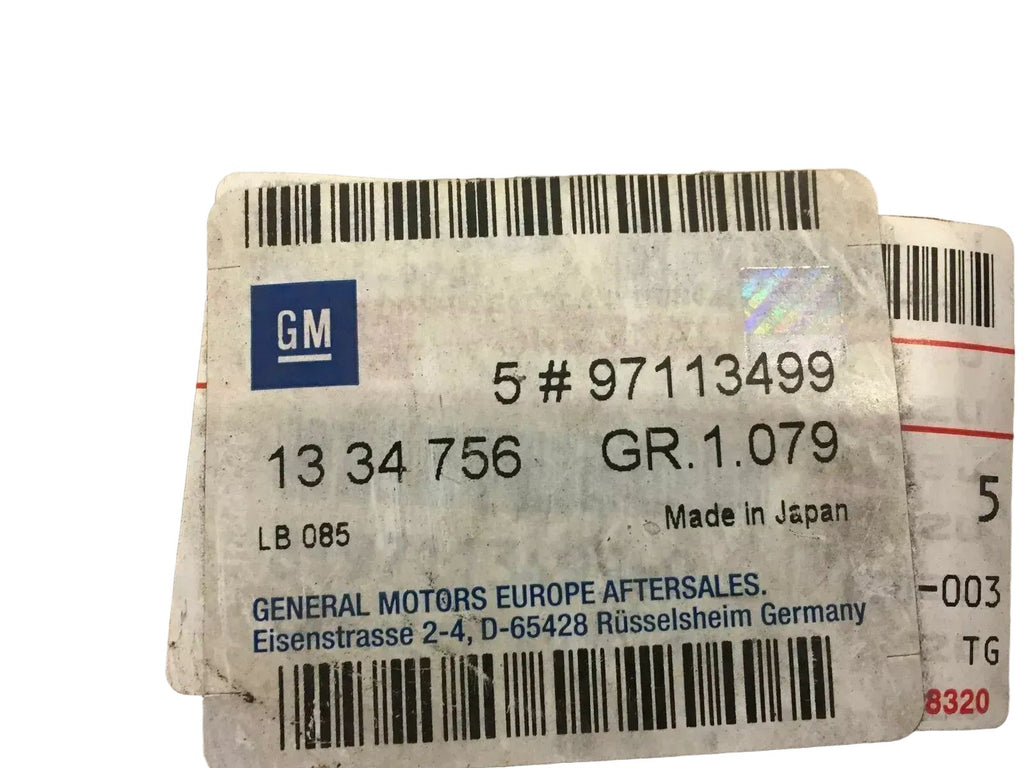 GM
5 # 97113499
13 34 756 GR.1.079
LB 085 Made in Japan
GENERAL MOTORS EUROPE AFTERSALES.
Eisenstrasse 2-4, D-65428 Rüsselsheim Germany
5
-003
TG
8320